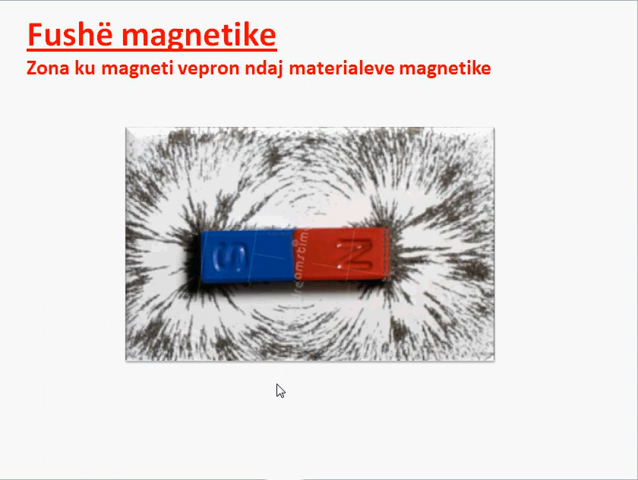 Fushë magnetike
Zona ku magneti vepron ndaj materialeve magnetike
S
N